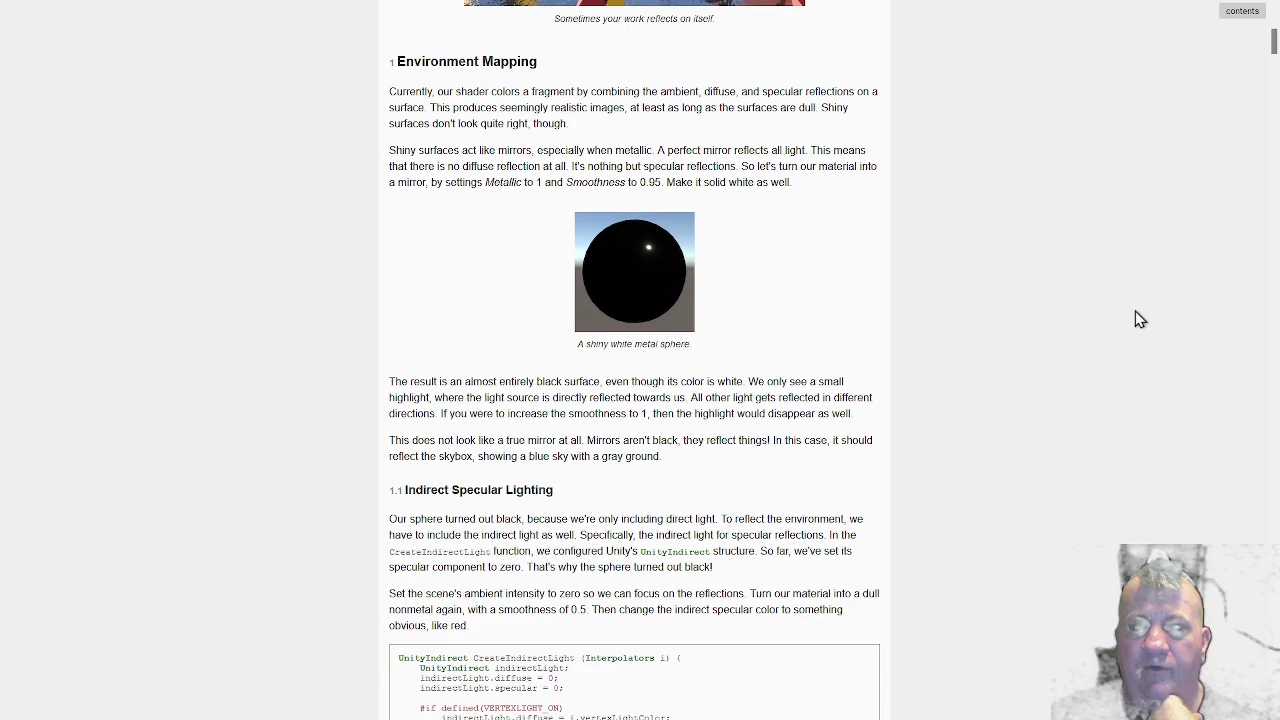 contents
Sometimes your work reflects on itself.
1 Environment Mapping
Currently, our shader colors a fragment by combining the ambient, diffuse, and specular reflections on a
surface. This produces seemingly realistic images, at least as long as the surfaces are dull. Shiny
surfaces don't look quite right, though.
Shiny surfaces act like mirrors, especially when metallic. A perfect mirror reflects all light. This means
that there is no diffuse reflection at all. It's nothing but specular reflections. So let's turn our material into
a mirror, by settings Metallic to 1 and Smoothness to 0.95. Make it solid white as well.
A shiny white metal sphere.
The result is an almost entirely black surface, even though its color is white. We only see a small
highlight, where the light source is directly reflected towards us. All other light gets reflected in different
directions. If you were to increase the smoothness to 1, then the highlight would disappear as well.
This does not look like a true mirror at all. Mirrors aren't black, they reflect things! In this case, it should
reflect the skybox, showing a blue sky with a gray ground.
1.1 Indirect Specular Lighting
Our sphere turned out black, because we're only including direct light. To reflect the environment, we
have to include the indirect light as well. Specifically, the indirect light for specular reflections. In the
CreateIndirectLight function, we configured Unity's UnityIndirect structure. So far, we've set its
specular component to zero. That's why the sphere turned out black!
Set the scene's ambient intensity to zero so we can focus on the reflections. Turn our material into a dull
nonmetal again, with a smoothness of 0.5. Then change the indirect specular color to something
obvious, like red.
UnityIndirect CreateIndirectLight (Interpolators i) {
UnityIndirect indirectLight;
indirectLight.diffuse = 0;
indirectLight.specular = 0;
#if defined(VERTEXLIGHT_ON)
indirectLight.diffuse = i.vertexLightColor;